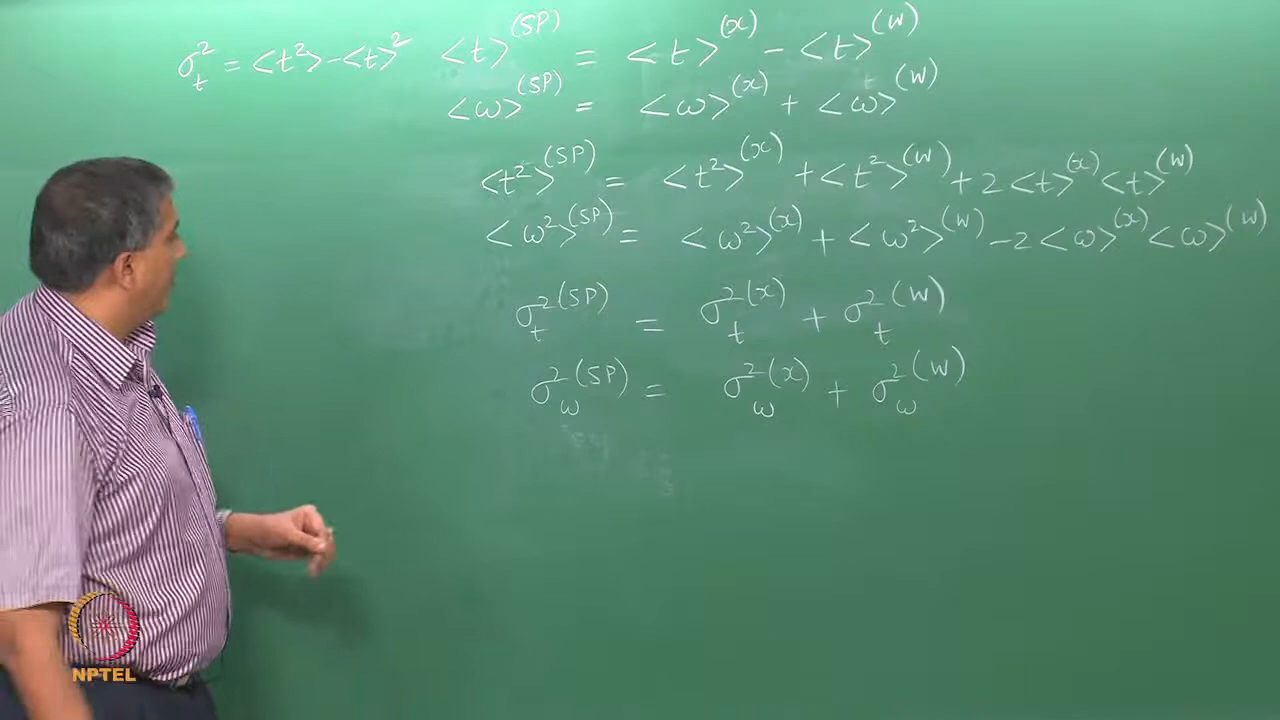 σ_t^2 = <t^2> - <t>^2 <t>^(SP) = <t>^(x) - <t>^(W)
<ω>^(SP) = <ω>^(x) + <ω>^(W)
<t^2>^(SP) = <t^2>^(x) + <t^2>^(W) + 2<t>^(x)<t>^(W)
<ω^2>^(SP) = <ω^2>^(x) + <ω^2>^(W) - 2<ω>^(x)<ω>^(W)
σ_t^2(SP) = σ_t^2(x) + σ_t^2(W)
σ_ω^2(SP) = σ_ω^2(x) + σ_ω^2(W)
NPTEL